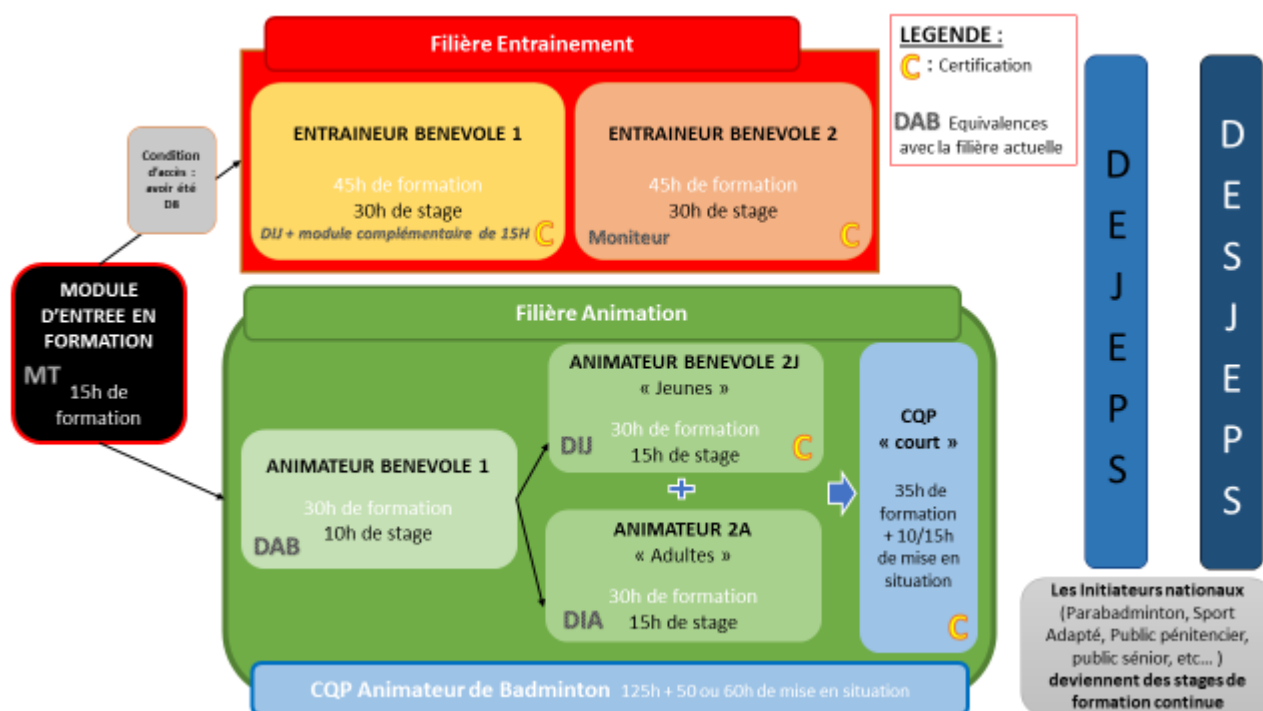 Filière Entrainement
LEGENDE :
C : Certification
DAB Equivalences
avec la filière actuelle
Condition
d'accès :
avoir été
DB
ENTRAINEUR BENEVOLE 1
45h de formation
30h de stage
DIJ + module complémentaire de 15H C
ENTRAINEUR BENEVOLE 2
45h de formation
30h de stage
Moniteur C
MODULE
D'ENTREE EN
FORMATION
MT
15h de
formation
Filière Animation
ANIMATEUR BENEVOLE 1
30h de formation
10h de stage
DAB
ANIMATEUR BENEVOLE 2J
« Jeunes »
30h de formation
DIJ
15h de stage
C
+
ANIMATEUR 2A
« Adultes »
30h de formation
DIA
15h de stage
CQP
« court »
35h de
formation
+ 10/15h
de mise en
situation
C
CQP Animateur de Badminton 125h + 50 ou 60h de mise en situation
D
E
J
E
P
S
D
E
S
J
E
P
S
Les Initiateurs nationaux
(Parabadminton, Sport
Adapté, Public pénitencier,
public sénior, etc... )
deviennent des stages de
formation continue